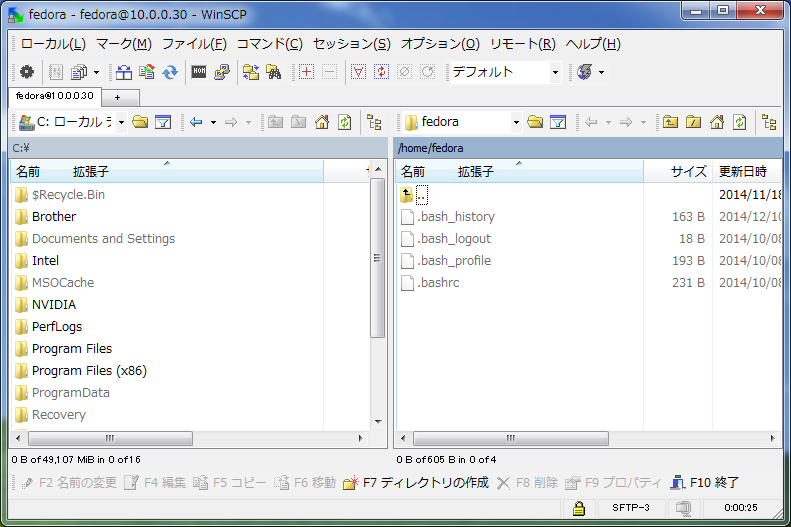 fedora - fedora@10.0.0.30 - WinSCP
ローカル(L) マーク(M) ファイル(F) コマンド(C) セッション(S) オプション(O) リモート(R) ヘルプ(H)
デフォルト
fedora@10.0.0.30 +
C: ローカル fedora
C:¥ /home/fedora
名前 拡張子 名前 拡張子 サイズ 更新日時
$Recycle.Bin .. 2014/11/18
Brother .bash_history 163 B 2014/12/10
Documents and Settings .bash_logout 18 B 2014/10/08
Intel .bash_profile 193 B 2014/10/08
MSOCache .bashrc 231 B 2014/10/08
NVIDIA
PerfLogs
Program Files
Program Files (x86)
ProgramData
Recovery
0 B of 49,107 MiB in 0 of 16 0 B of 605 B in 0 of 4
F2 名前の変更 F4 編集 F5 コピー F6 移動 F7 ディレクトリの作成 F8 削除 F9 プロパティ F10 終了
SFTP-3 0:00:25